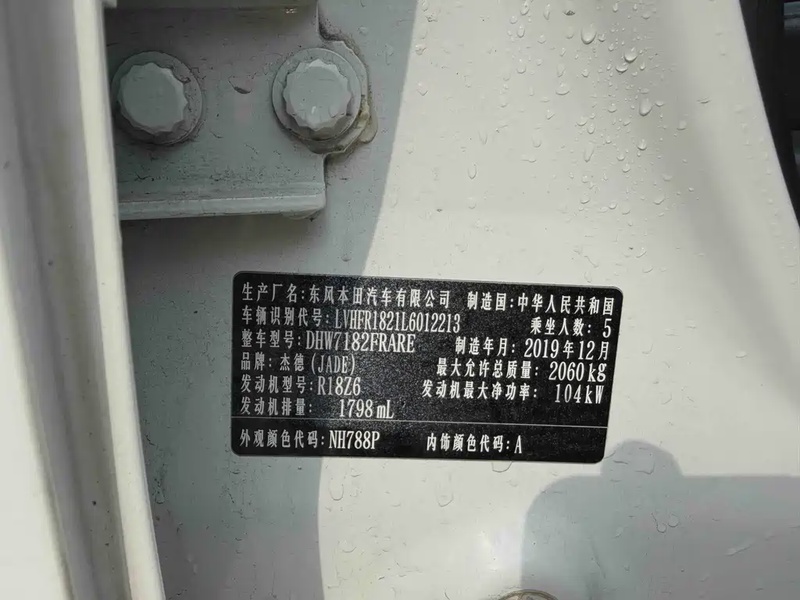 生产厂名:东风本田汽车有限公司 制造国:中华人民共和国
车辆识别代号:LVHFR1821L6012213 乘坐人数: 5
整车型号:DHW7182FRARE 制造年月:2019年12月
品牌:杰德(JADE) 最大允许总质量: 2060kg
发动机型号:R18Z6 发动机最大净功率: 104kW
发动机排量: 1798mL
外观颜色代码:NH788P 内饰颜色代码:A